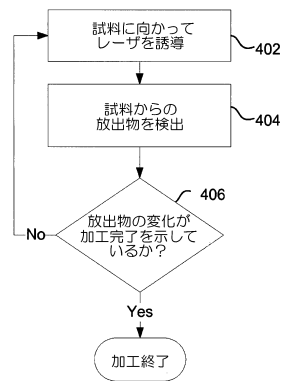 試料に向かって
レーザを誘導
402
試料からの
放出物を検出
404
406
放出物の変化が
加工完了を示して
いるか？
No
Yes
加工終了